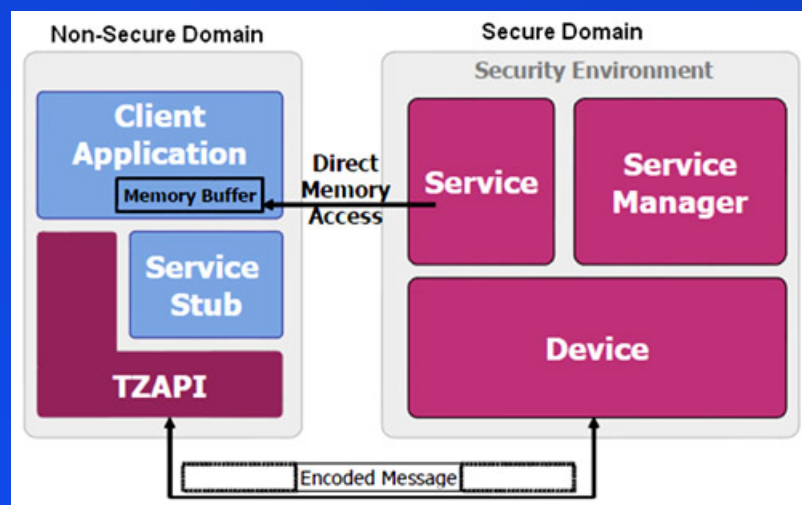 Non-Secure Domain
Secure Domain
Security Environment
Client
Application
Memory Buffer
Direct
Memory
Access
Service
Service
Manager
Service
Stub
TZAPI
Device
Encoded Message